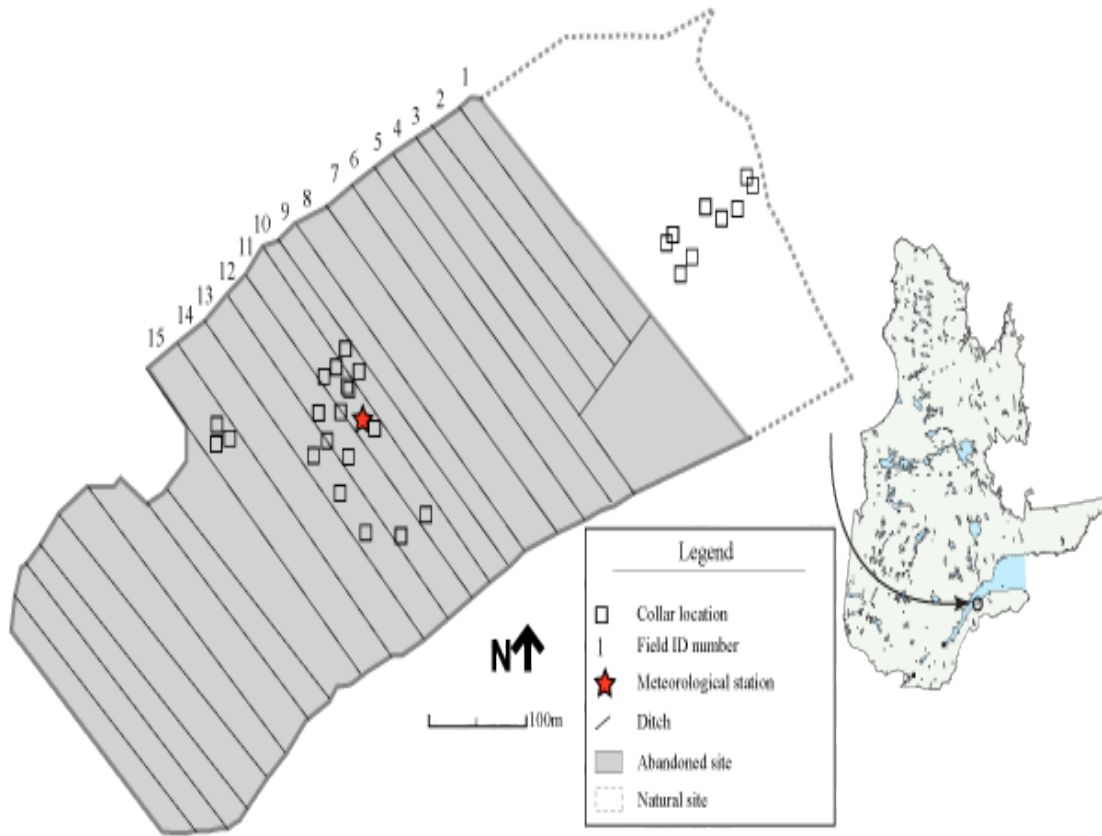 1
2
3
4
5
6
7
8
9
10
11
12
13
14
15
N
100m
Legend
Collar location
1 Field ID number
Meteorological station
Ditch
Abandoned site
Natural site